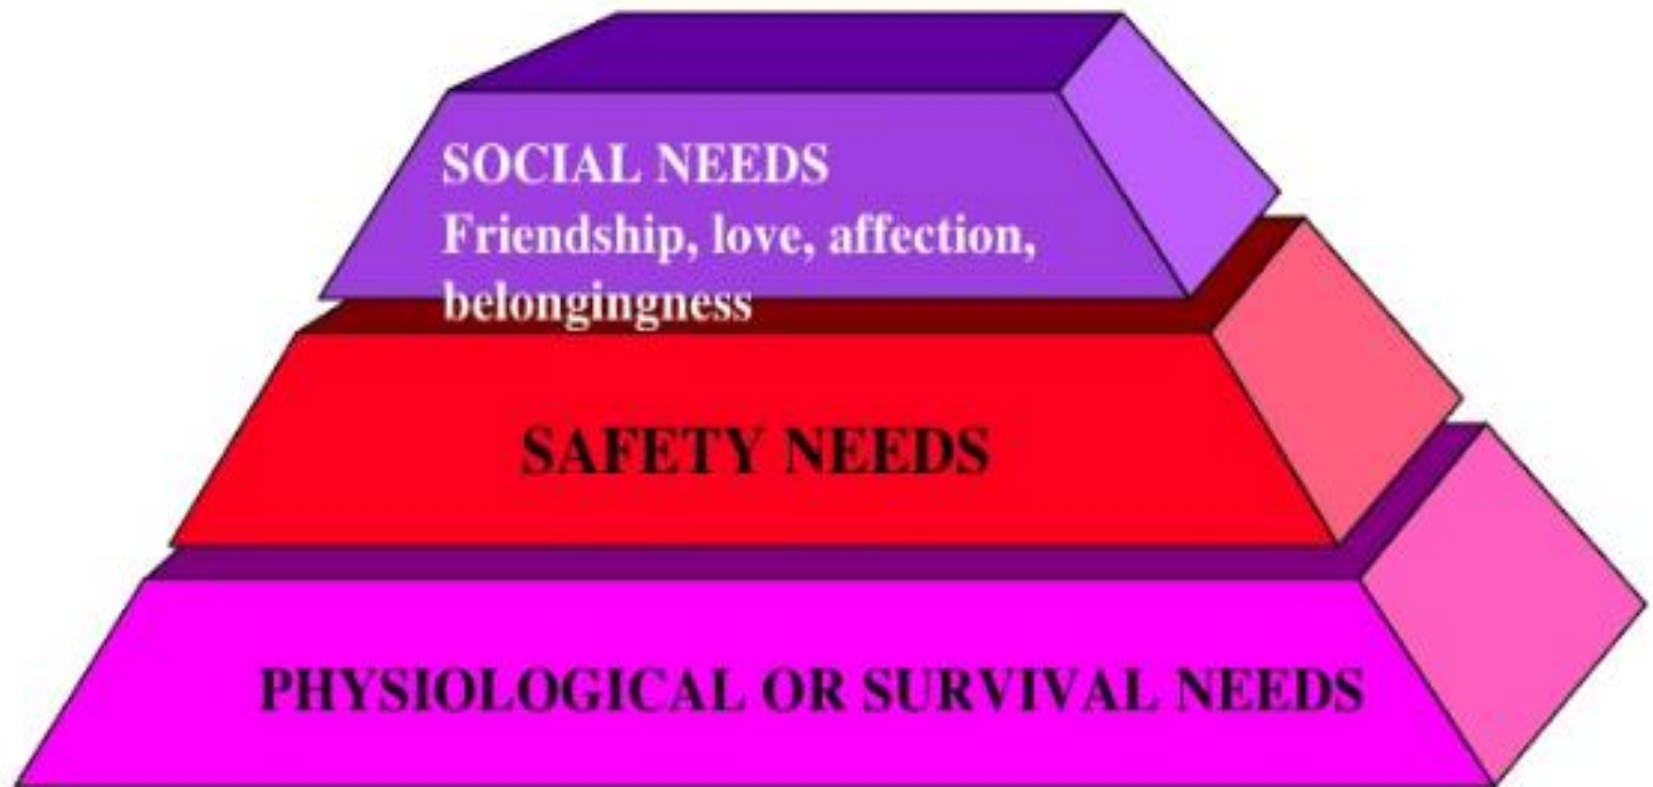 SOCIAL NEEDS
Friendship, love, affection,
belongingness
SAFETY NEEDS
PHYSIOLOGICAL OR SURVIVAL NEEDS